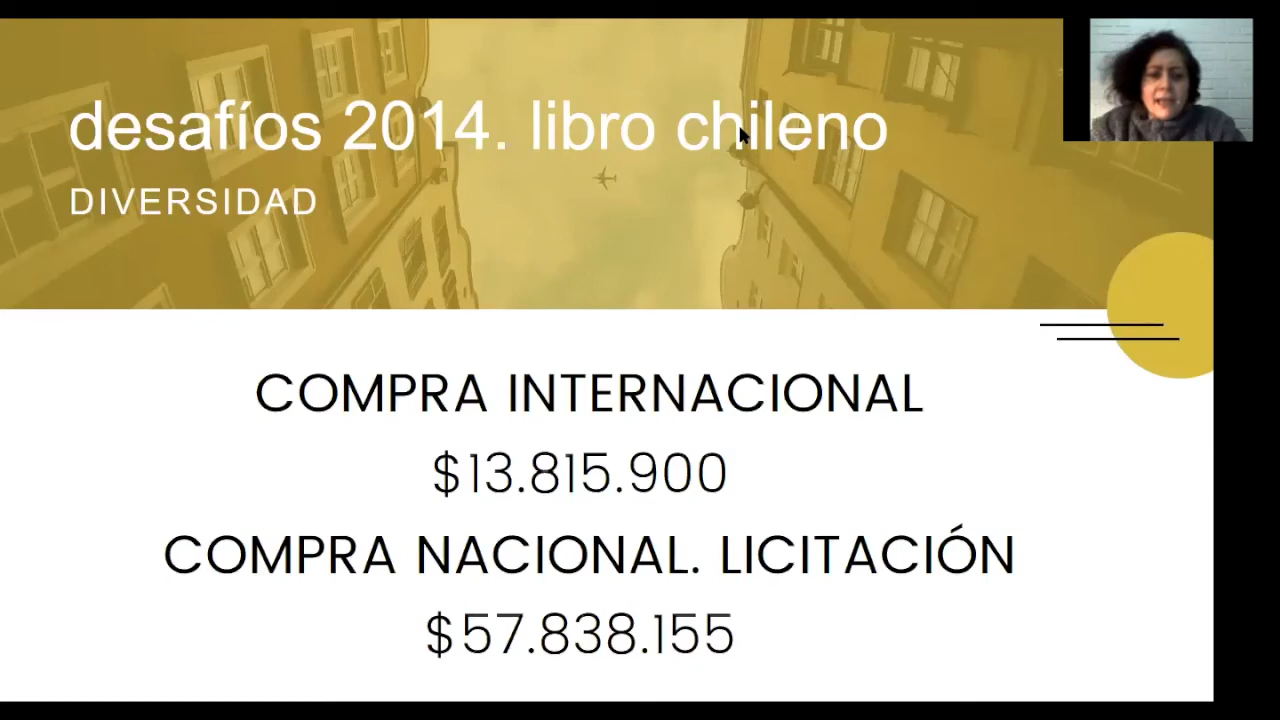 desafíos 2014. libro chileno
DIVERSIDAD
COMPRA INTERNACIONAL
$13.815.900
COMPRA NACIONAL. LICITACIÓN
$57.838.155